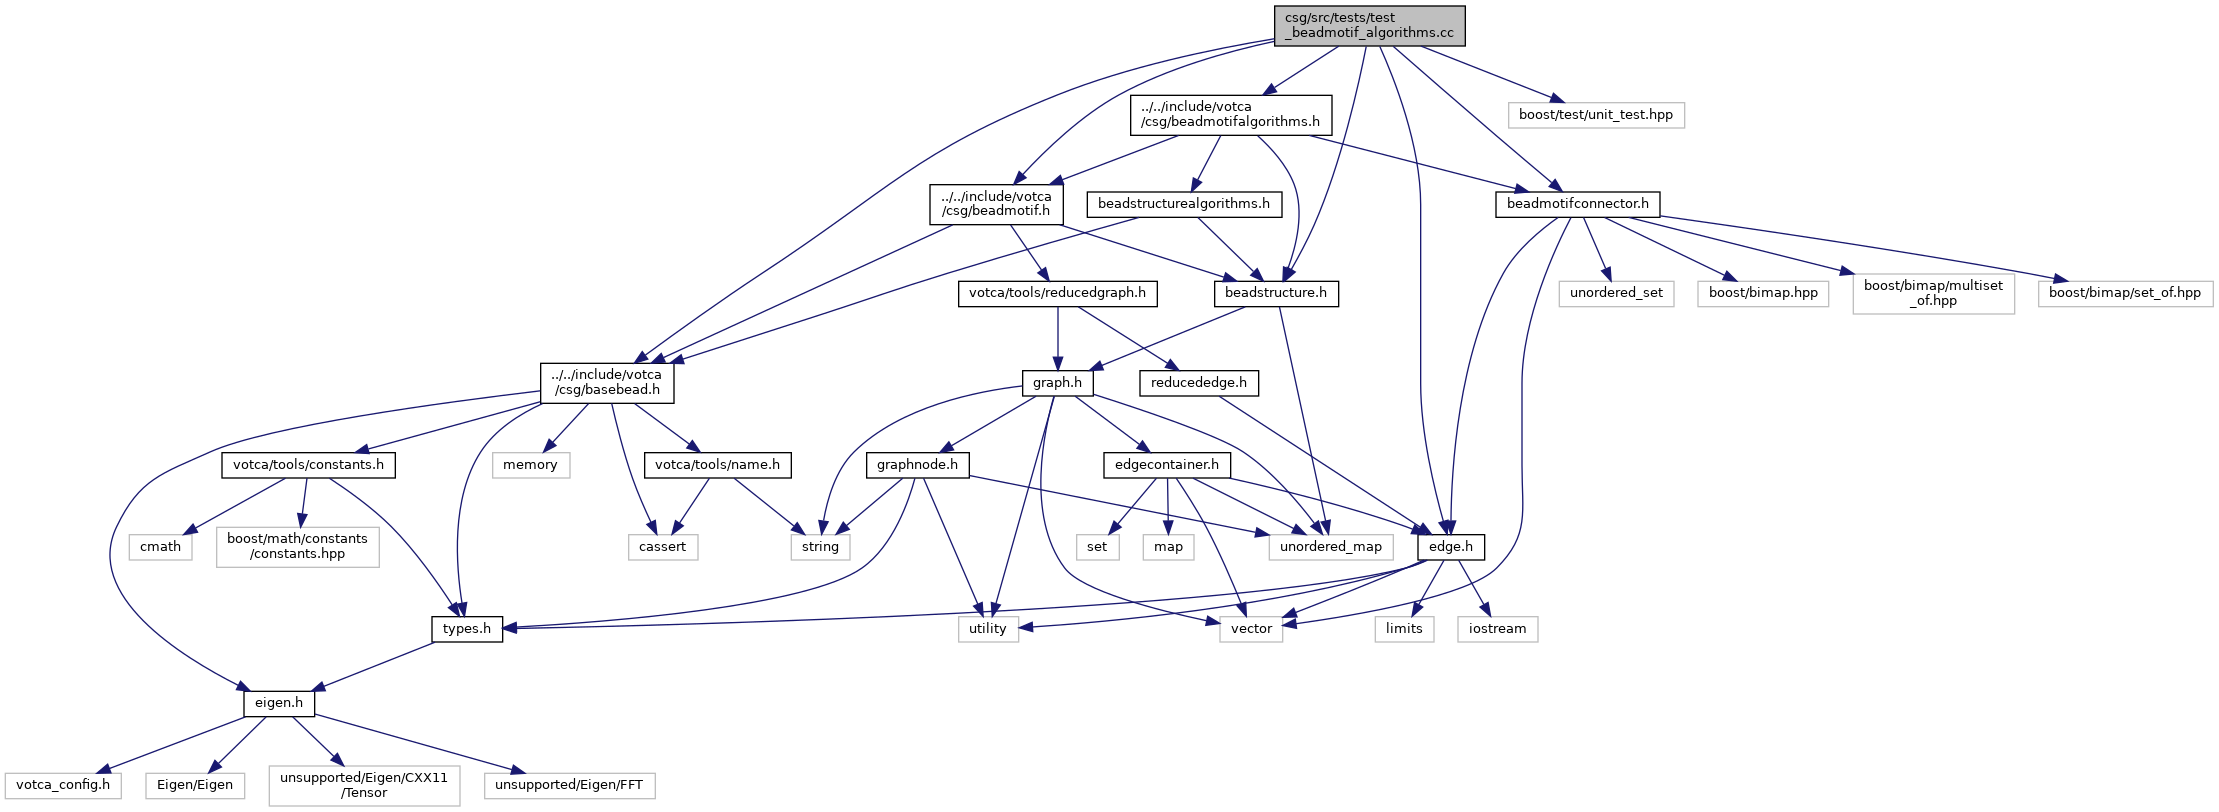 csg/src/tests/test
_beadmotif_algorithms.cc
../../include/votca
/csg/beadmotifalgorithms.h
boost/test/unit_test.hpp
../../include/votca
/csg/beadmotif.h
beadstructurealgorithms.h
beadmotifconnector.h
votca/tools/reducedgraph.h
beadstructure.h
unordered_set
boost/bimap.hpp
boost/bimap/multiset
_of.hpp
boost/bimap/set_of.hpp
../../include/votca
/csg/basebead.h
graph.h
reducededge.h
votca/tools/constants.h
memory
votca/tools/name.h
graphnode.h
edgecontainer.h
cmath
boost/math/constants
/constants.hpp
cassert
string
set
map
unordered_map
edge.h
types.h
utility
vector
limits
iostream
eigen.h
votca_config.h
Eigen/Eigen
unsupported/Eigen/CXX11
/Tensor
unsupported/Eigen/FFT